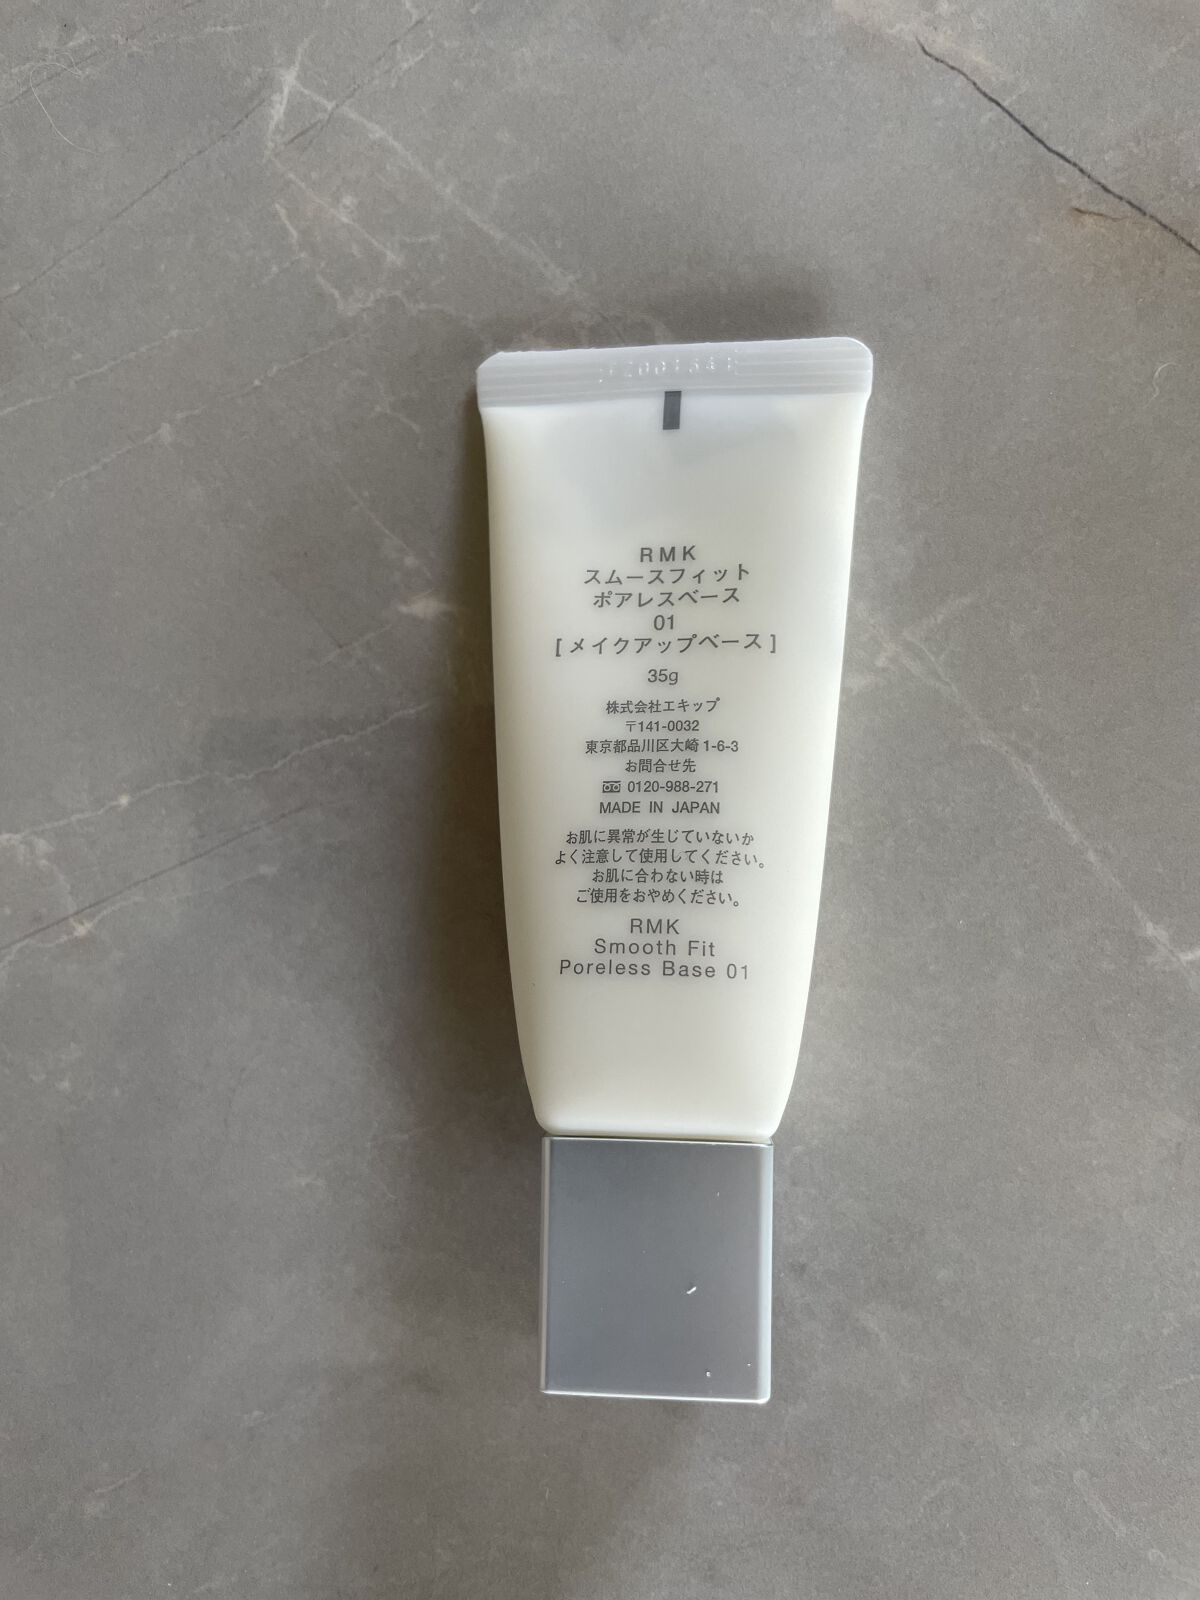 RMK
スムースフィット
ポアレスベース
01
[メイクアップベース]
35g
株式会社エキップ
〒141-0032
東京都品川区大崎1-6-3
お問合せ先
0120-988-271
MADE IN JAPAN
お肌に異常が生じていないか
よく注意して使用してください。
お肌に合わない時は
ご使用をおやめください。
RMK
Smooth Fit
Poreless Base 01